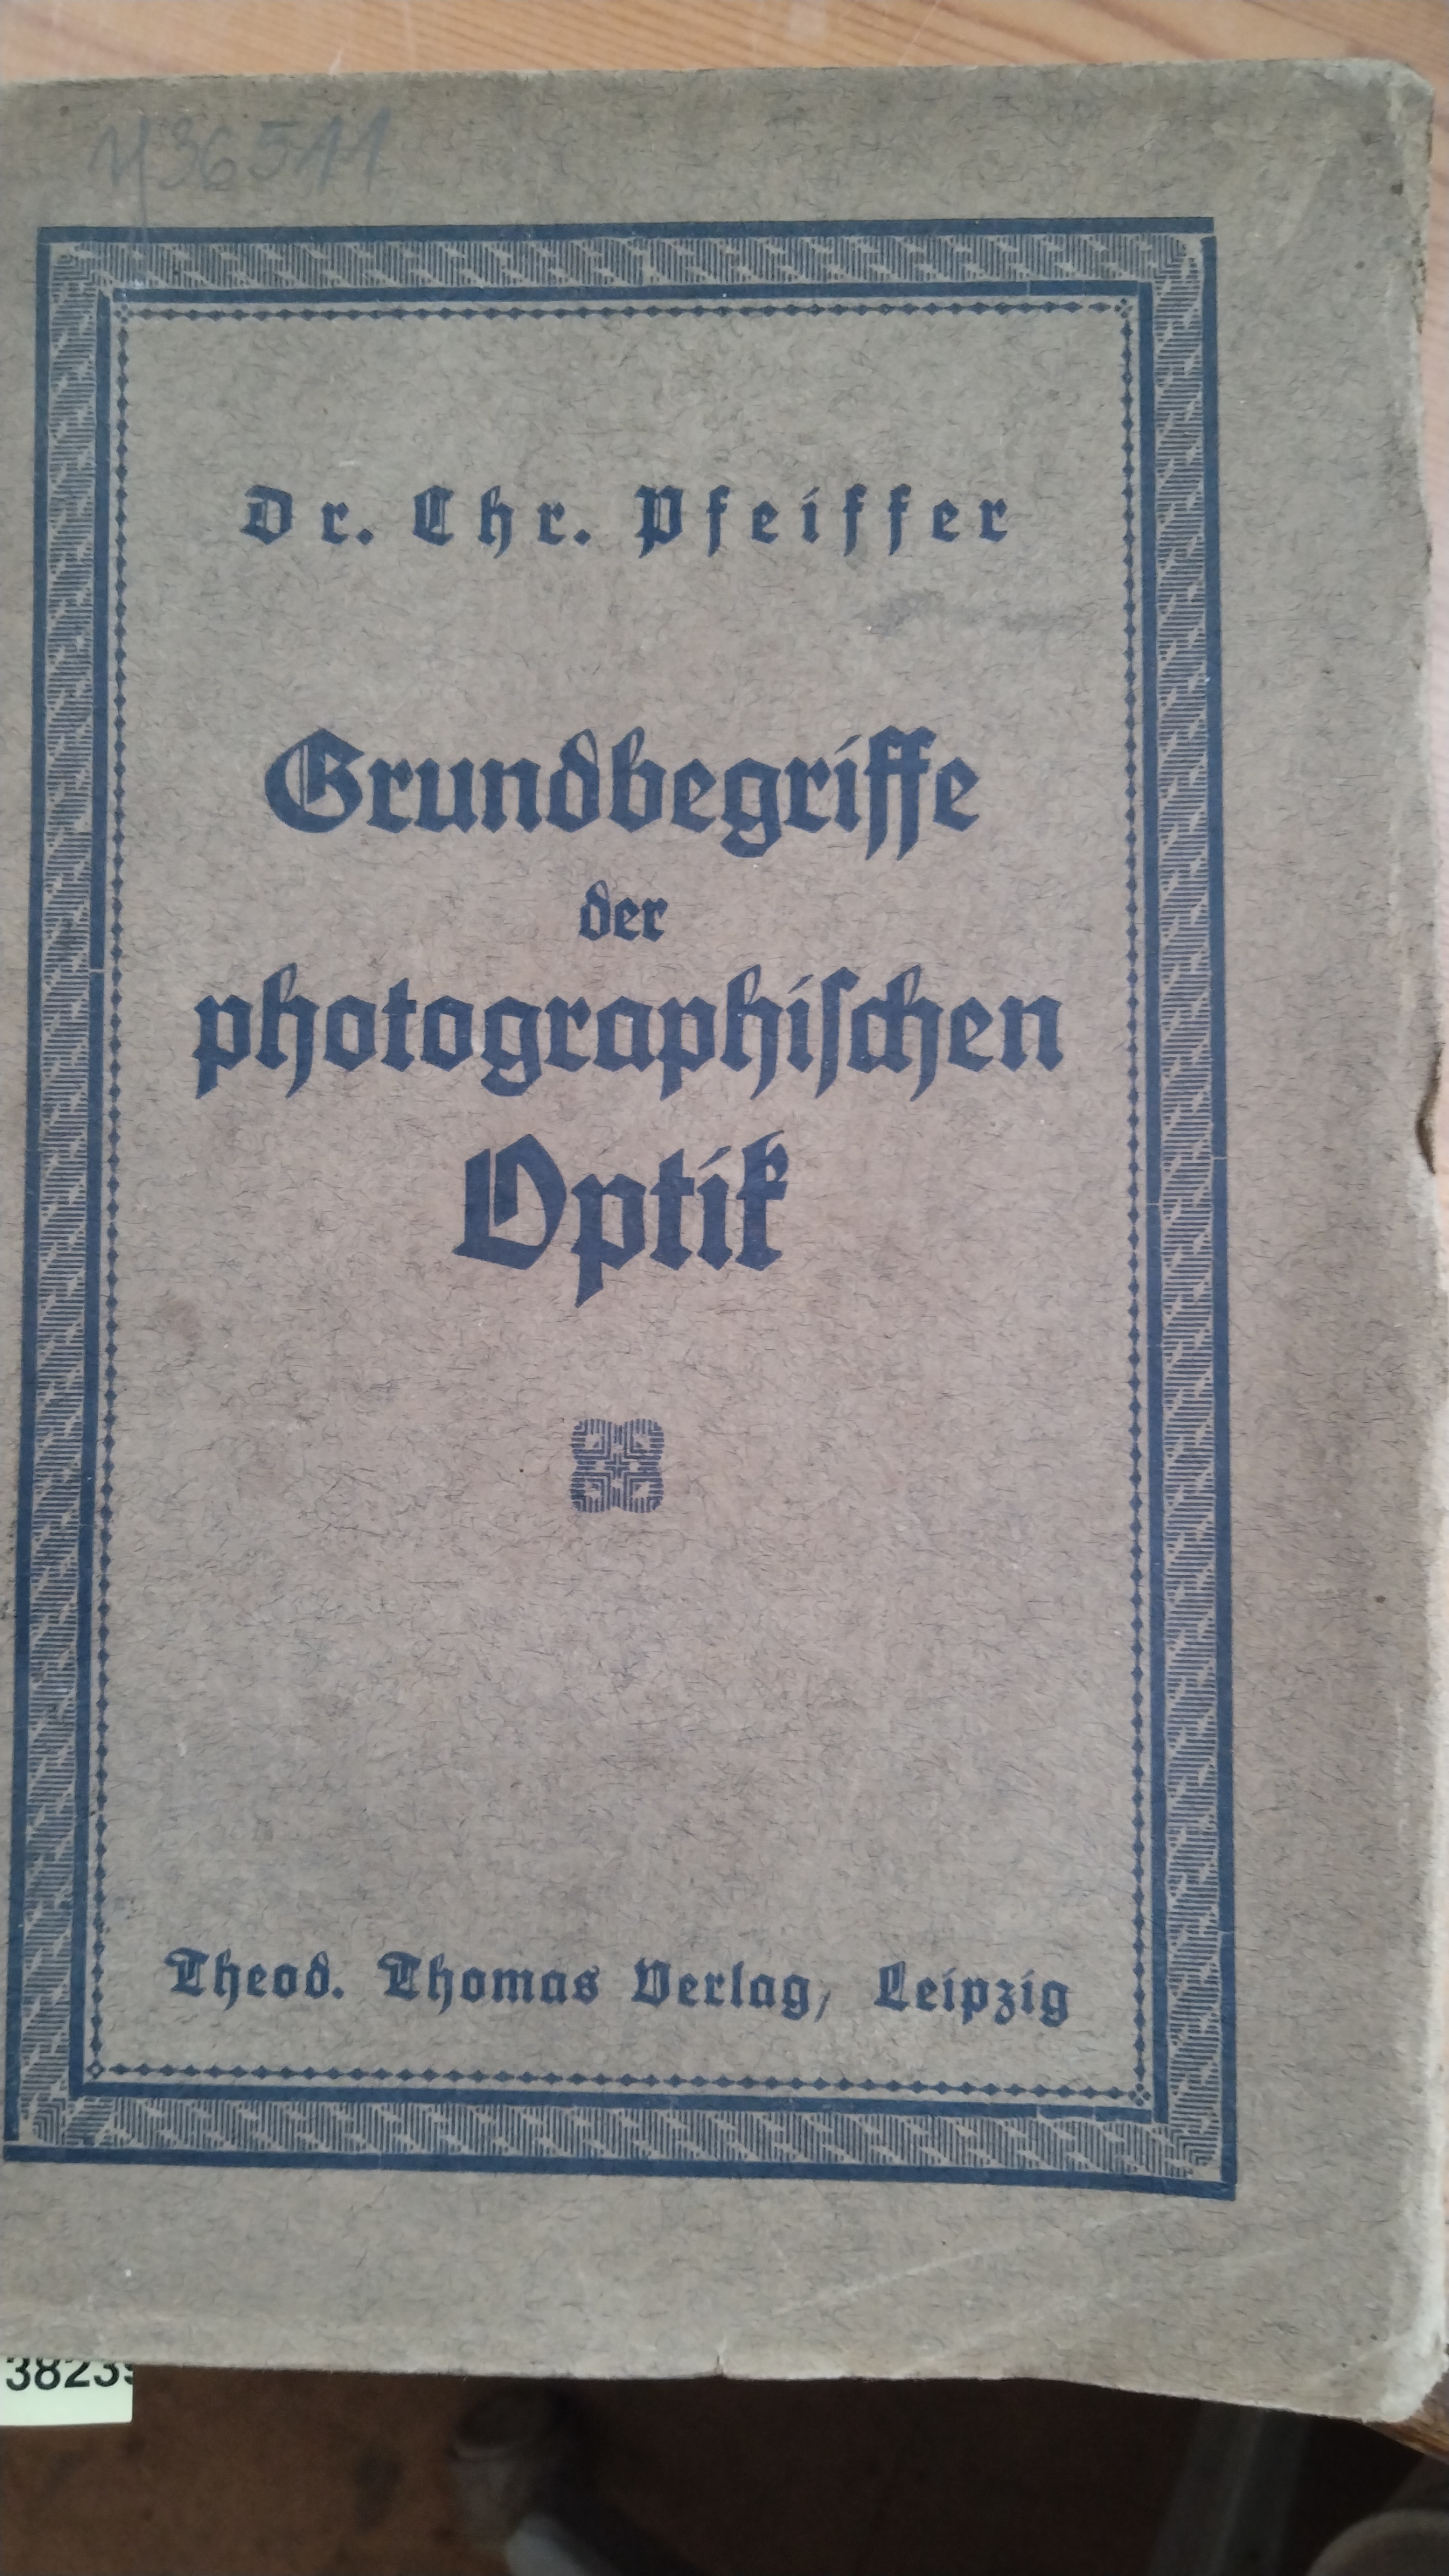 Dr. Chr. Pfeiffer
Grundbegriffe
der
photographiſchen
Optik
Theod. Thomas Verlag, Leipzig